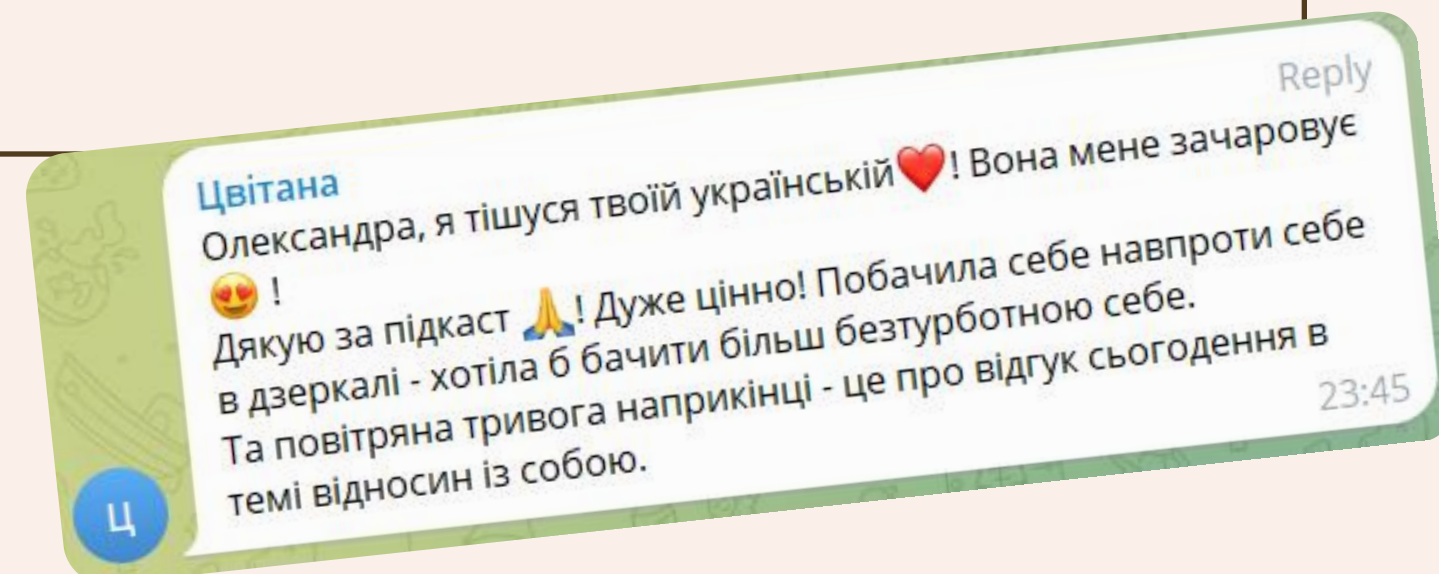 Reply
Цвітана
Олександра, я тішуся твоїй українській❤️! Вона мене зачаровує
😍 !
Дякую за підкаст 🙏! Дуже цінно! Побачила себе навпроти себе
в дзеркалі - хотіла б бачити більш безтурботною себе.
Та повітряна тривога наприкінці - це про відгук сьогодення в
темі відносин із собою.
23:45
Ц